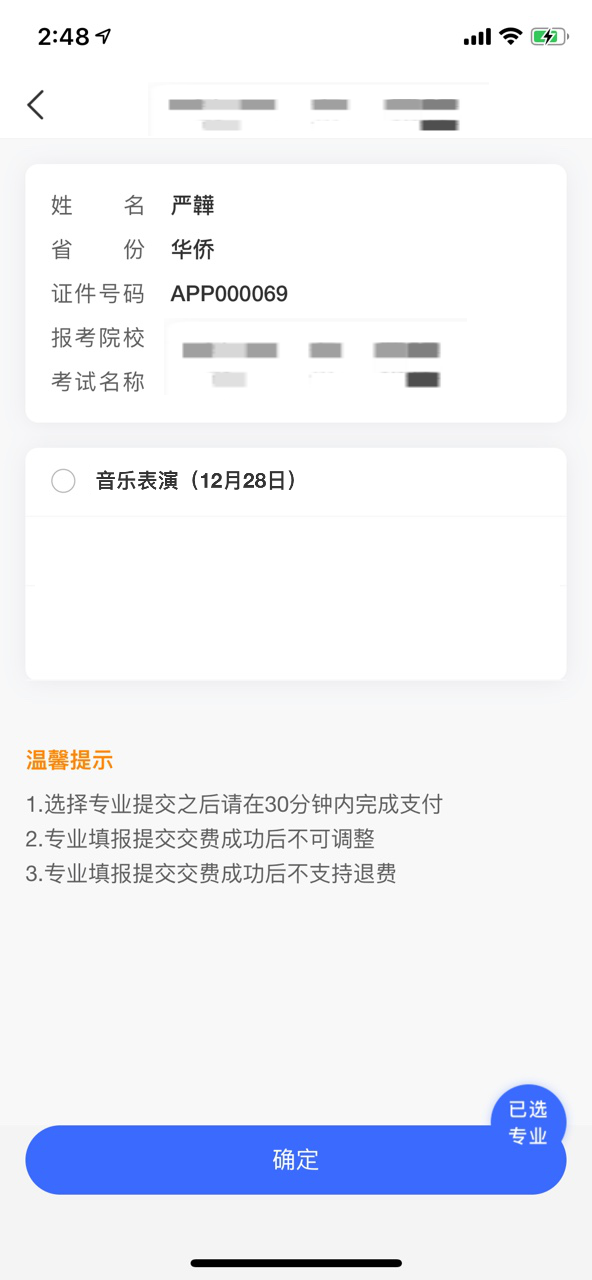 2:48
姓名 严韡
省份 华侨
证件号码 APP000069
报考院校
考试名称
音乐表演（12月28日）
温馨提示
1.选择专业提交之后请在30分钟内完成支付
2.专业填报提交交费成功后不可调整
3.专业填报提交交费成功后不支持退费
已选
专业
确定